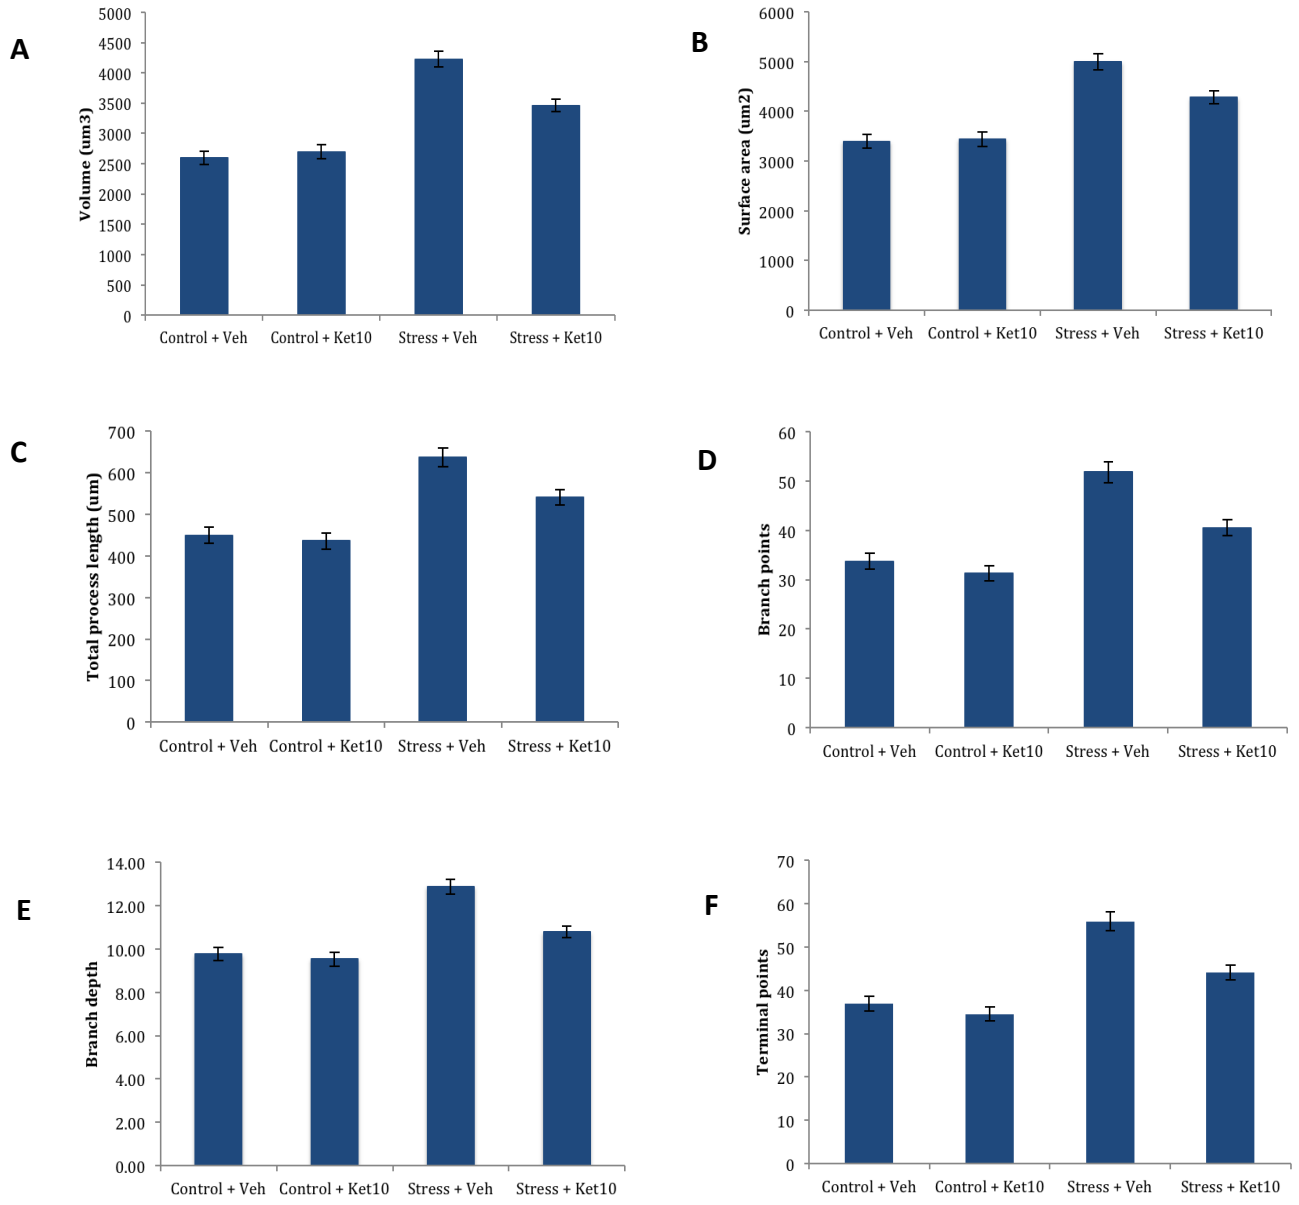 A
Volume (um3)
5000
4500
4000
3500
3000
2500
2000
1500
1000
500
0
Control + Veh Control + Ket10 Stress + Veh Stress + Ket10
B
Surface area (um2)
6000
5000
4000
3000
2000
1000
0
Control + Veh Control + Ket10 Stress + Veh Stress + Ket10
C
Total process length (um)
700
600
500
400
300
200
100
0
Control + Veh Control + Ket10 Stress + Veh Stress + Ket10
D
Branch points
60
50
40
30
20
10
0
Control + Veh Control + Ket10 Stress + Veh Stress + Ket10
E
Branch depth
14.00
12.00
10.00
8.00
6.00
4.00
2.00
0.00
Control + Veh Control + Ket10 Stress + Veh Stress + Ket10
F
Terminal points
70
60
50
40
30
20
10
0
Control + Veh Control + Ket10 Stress + Veh Stress + Ket10